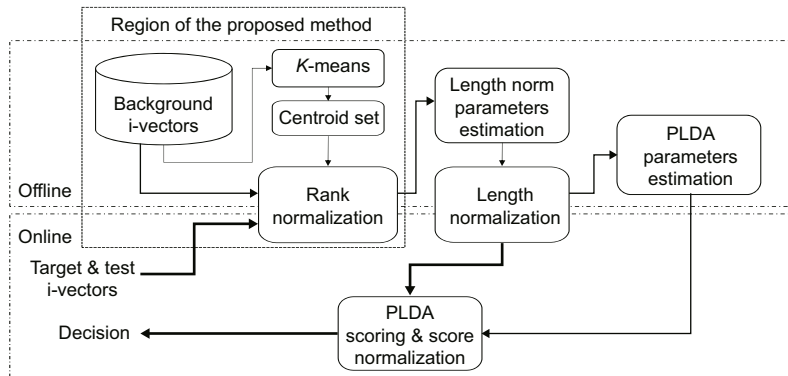 Region of the proposed method
K-means
Background
i-vectors
Centroid set
Length norm
parameters
estimation
PLDA
parameters
estimation
Offline
Rank
normalization
Length
normalization
Online
Target & test
i-vectors
PLDA
scoring & score
normalization
Decision